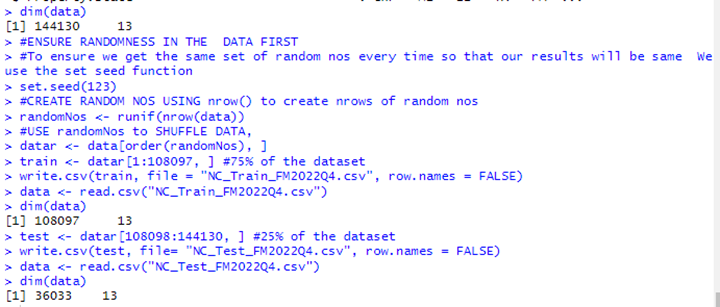 > dim(data)
[1] 144130     13
> #ENSURE RANDOMNESS IN THE  DATA FIRST
> #To ensure we get the same set of random nos every time so that our results will be same  We
use the set seed function
> set.seed(123)
> #CREATE RANDOM NOS USING nrow() to create nrows of random nos
> randomNos <- runif(nrow(data))
> #USE randomNos to SHUFFLE DATA,
> datar <- data[order(randomNos), ]
> train <- datar[1:108097, ] #75% of the dataset
> write.csv(train, file = "NC_Train_FM2022Q4.csv", row.names = FALSE)
> data <- read.csv("NC_Train_FM2022Q4.csv")
> dim(data)
[1] 108097     13
> test <- datar[108098:144130, ] #25% of the dataset
> write.csv(test, file= "NC_Test_FM2022Q4.csv", row.names = FALSE)
> data <- read.csv("NC_Test_FM2022Q4.csv")
> dim(data)
[1] 36033    13